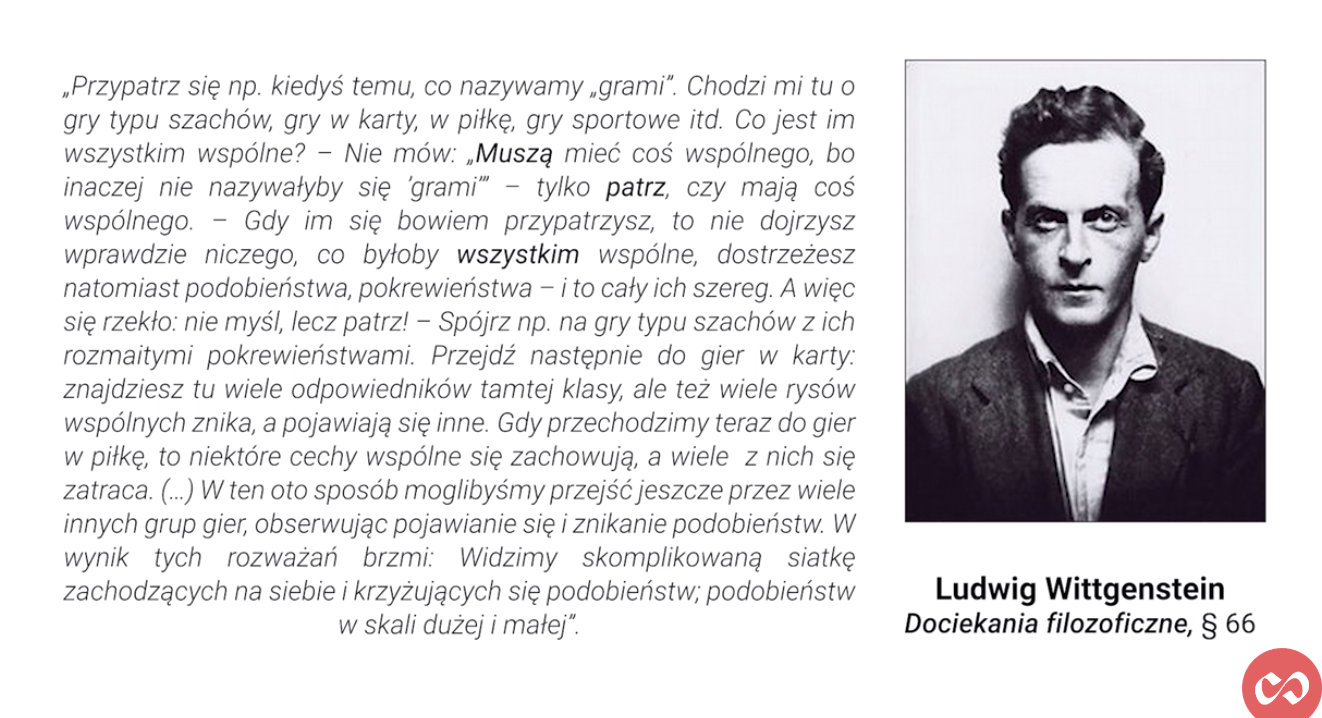 „Przypatrz się np. kiedyś temu, co nazywamy „grami”. Chodzi mi tu o
gry typu szachów, gry w karty, w piłkę, gry sportowe itd. Co jest im
wszystkim wspólne? – Nie mów: „Muszą mieć coś wspólnego, bo
inaczej nie nazywałyby się ’grami’” – tylko patrz, czy mają coś
wspólnego. – Gdy im się bowiem przypatrzysz, to nie dojrzysz
wprawdzie niczego, co byłoby wszystkim wspólne, dostrzeżesz
natomiast podobieństwa, pokrewieństwa – i to cały ich szereg. A więc
się rzekło: nie myśl, lecz patrz! – Spójrz np. na gry typu szachów z ich
rozmaitymi pokrewieństwami. Przejdź następnie do gier w karty:
znajdziesz tu wiele odpowiedników tamtej klasy, ale też wiele rysów
wspólnych znika, a pojawiają się inne. Gdy przechodzimy teraz do gier
w piłkę, to niektóre cechy wspólne się zachowują, a wiele z nich się
zatraca. (...) W ten oto sposób moglibyśmy przejść jeszcze przez wiele
innych grup gier, obserwując pojawianie się i znikanie podobieństw. W
wynik tych rozważań brzmi: Widzimy skomplikowaną siatkę
zachodzących na siebie i krzyżujących się podobieństw; podobieństw
w skali dużej i małej”.
Ludwig Wittgenstein
Dociekania filozoficzne, § 66